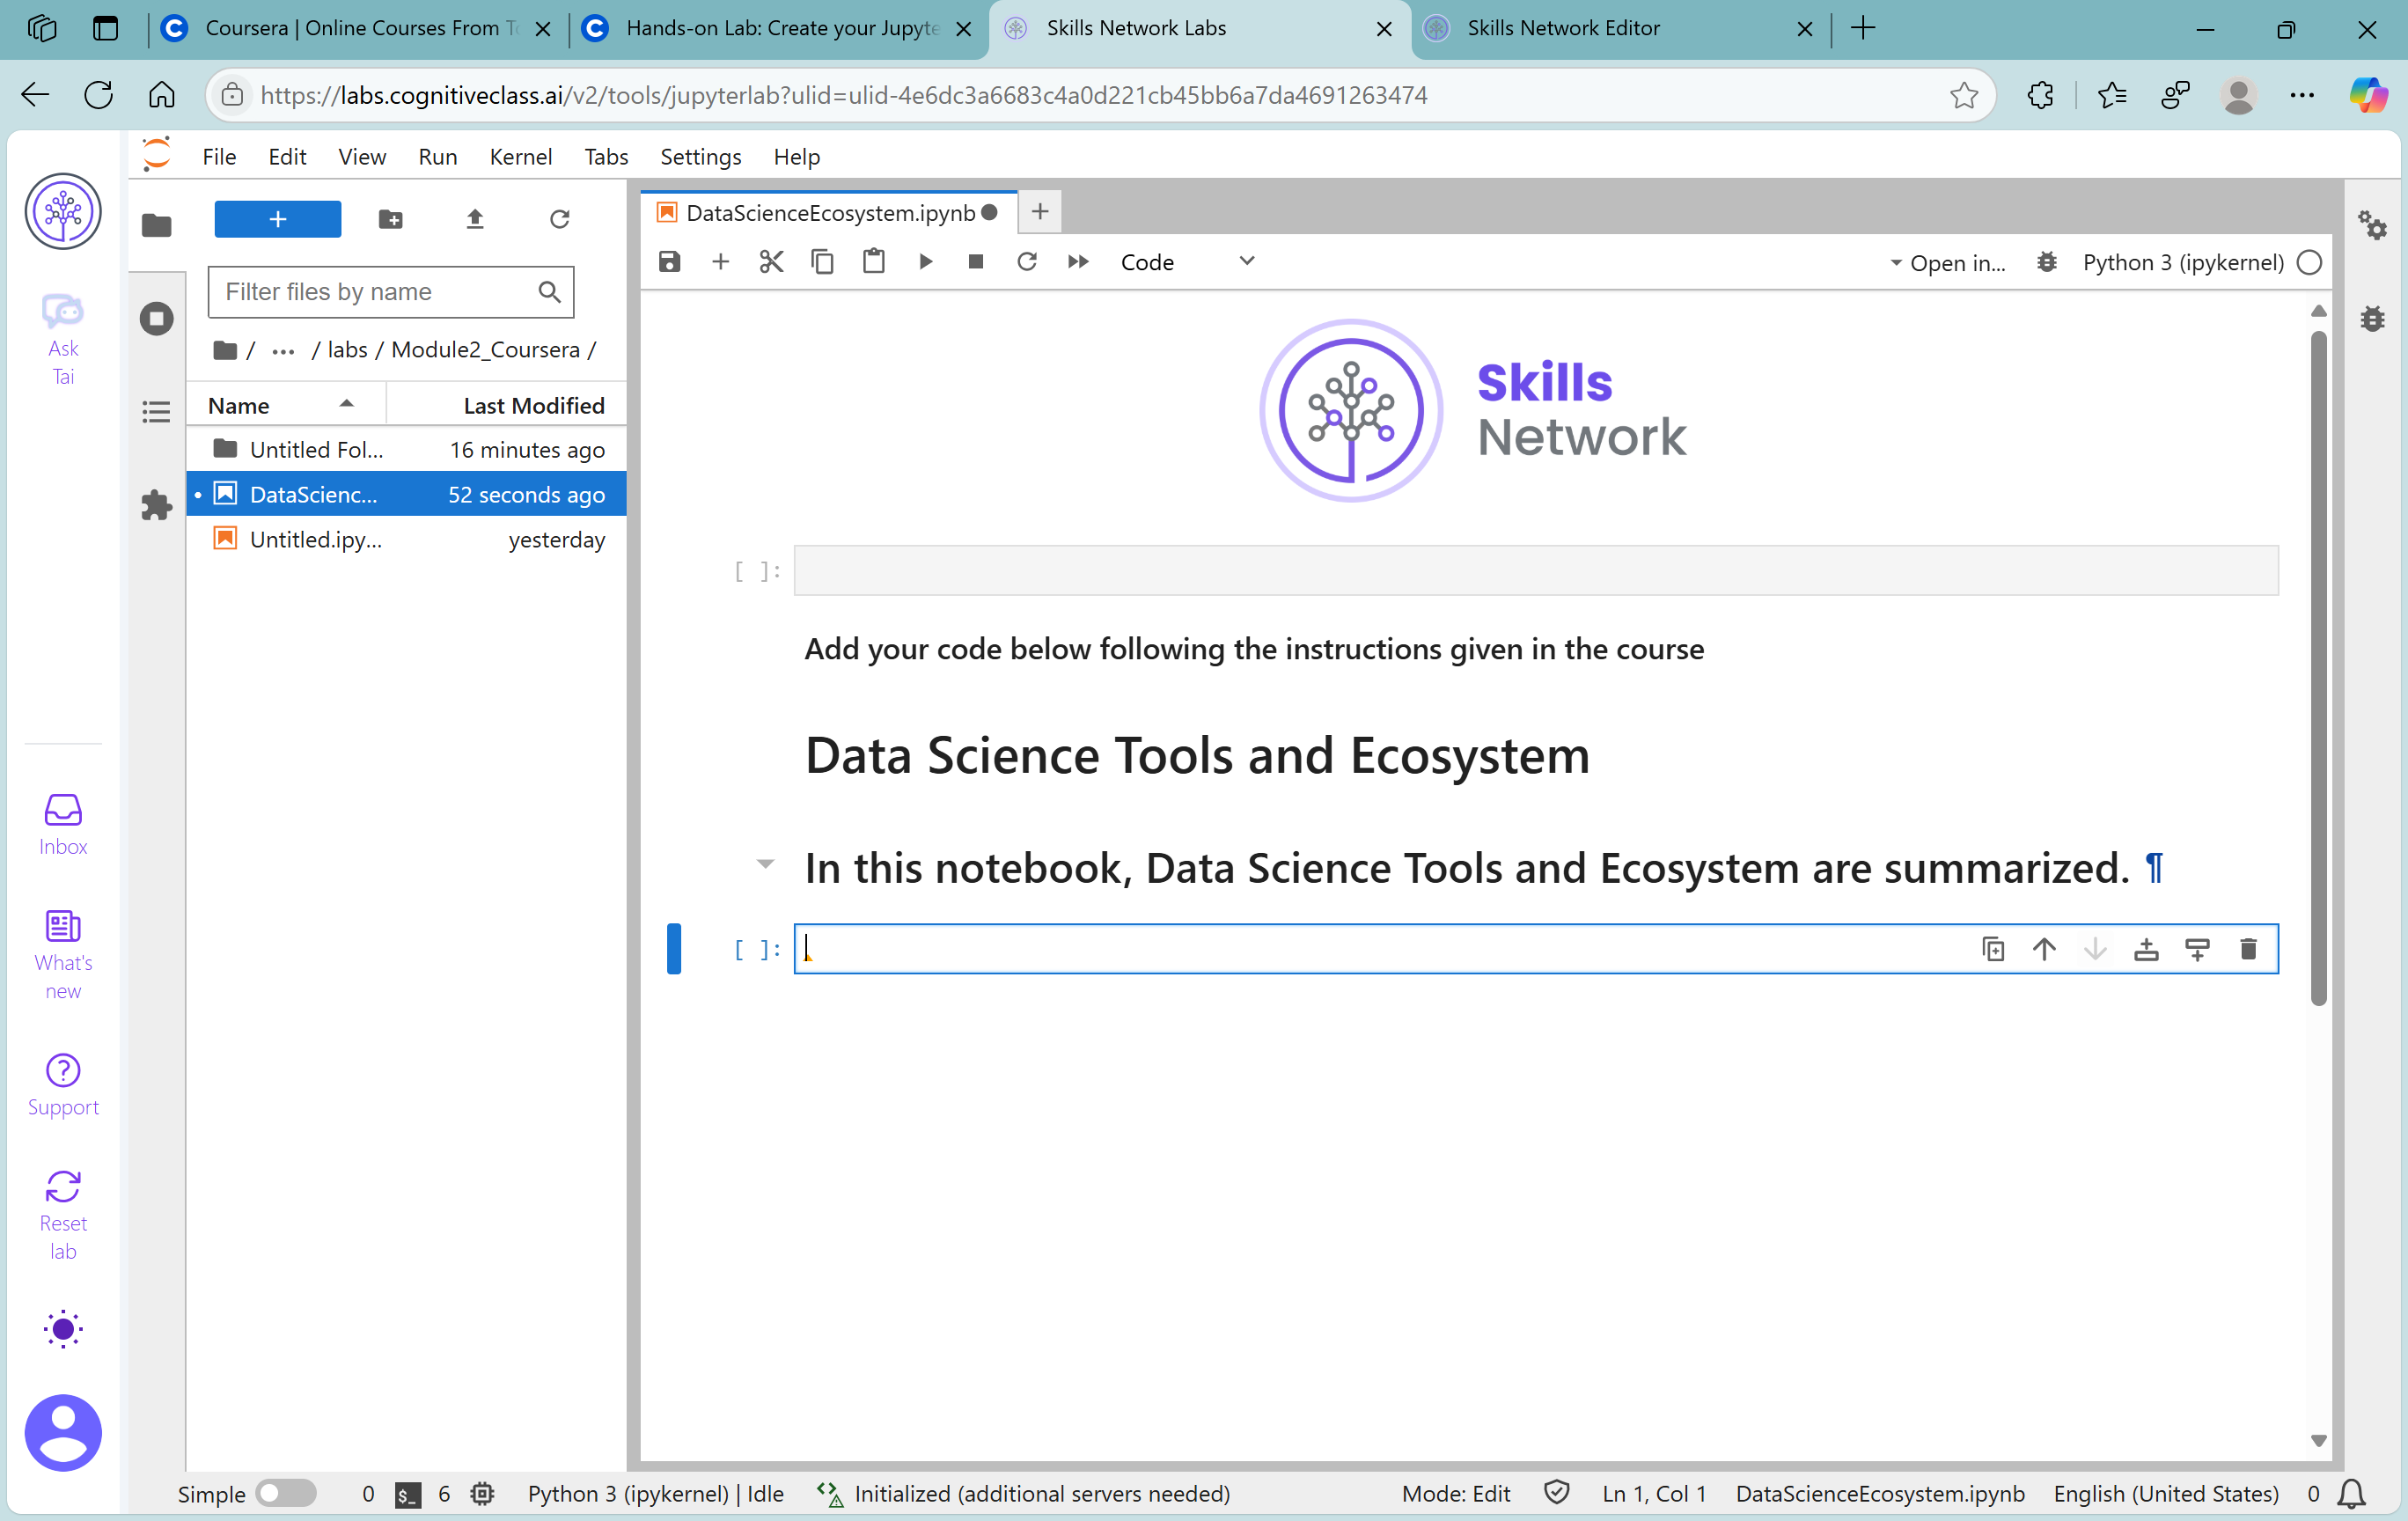 Coursera | Online Courses From T
Hands-on Lab: Create your Jupyte
Skills Network Labs
Skills Network Editor
https://labs.cognitiveclass.ai/v2/tools/jupyterlab?ulid=ulid-4e6dc3a6683c4a0d221cb45bb6a7da4691263474
File Edit View Run Kernel Tabs Settings Help
Ask
Tai
Inbox
What's
new
Support
Reset
lab
+
Filter files by name
/ ... / labs / Module2_Coursera /
Name Last Modified
Untitled Fol... 16 minutes ago
• DataScienc... 52 seconds ago
Untitled.ipy... yesterday
DataScienceEcosystem.ipynb
Code
Open in...
Python 3 (ipykernel)
Skills
Network
[ ]:
Add your code below following the instructions given in the course
Data Science Tools and Ecosystem
In this notebook, Data Science Tools and Ecosystem are summarized. ¶
[ ]:
Simple 0 $_ 6 Python 3 (ipykernel) | Idle Initialized (additional servers needed) Mode: Edit Ln 1, Col 1 DataScienceEcosystem.ipynb English (United States) 0